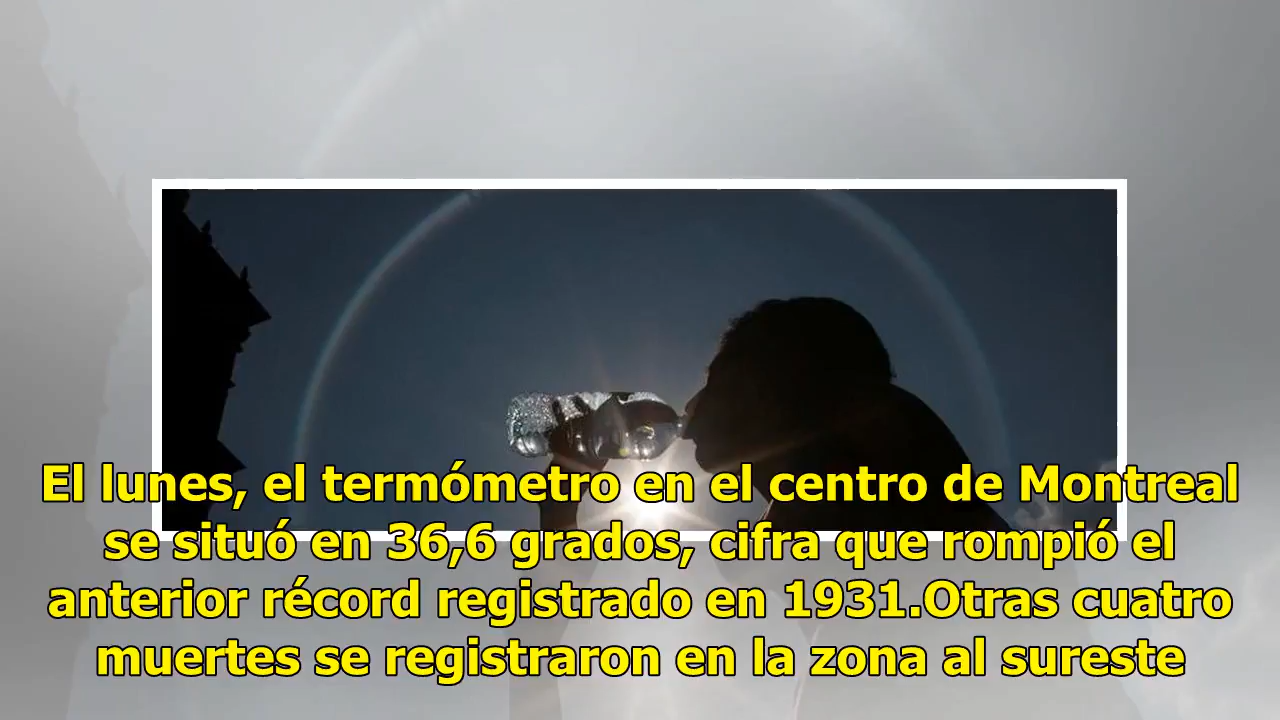 El lunes, el termómetro en el centro de Montreal
se situó en 36,6 grados, cifra que rompió el
anterior récord registrado en 1931.Otras cuatro
muertes se registraron en la zona al sureste